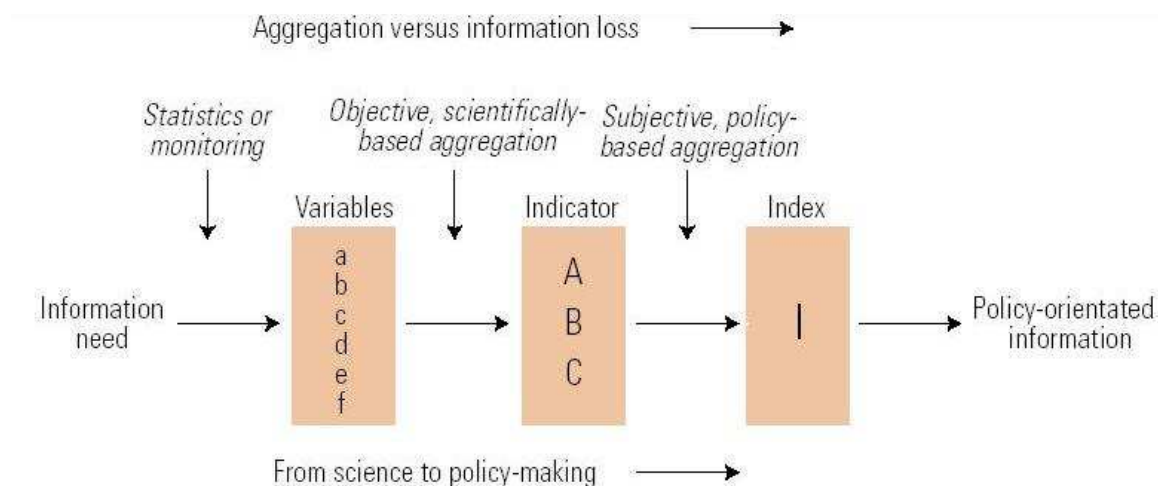 Aggregation versus information loss
Statistics or
monitoring
Objective, scientifically-
based aggregation
Subjective, policy-
based aggregation
Variables
Indicator
Index
Information
need
a
b
c
d
e
f
A
B
C
I
Policy-orientated
information
From science to policy-making